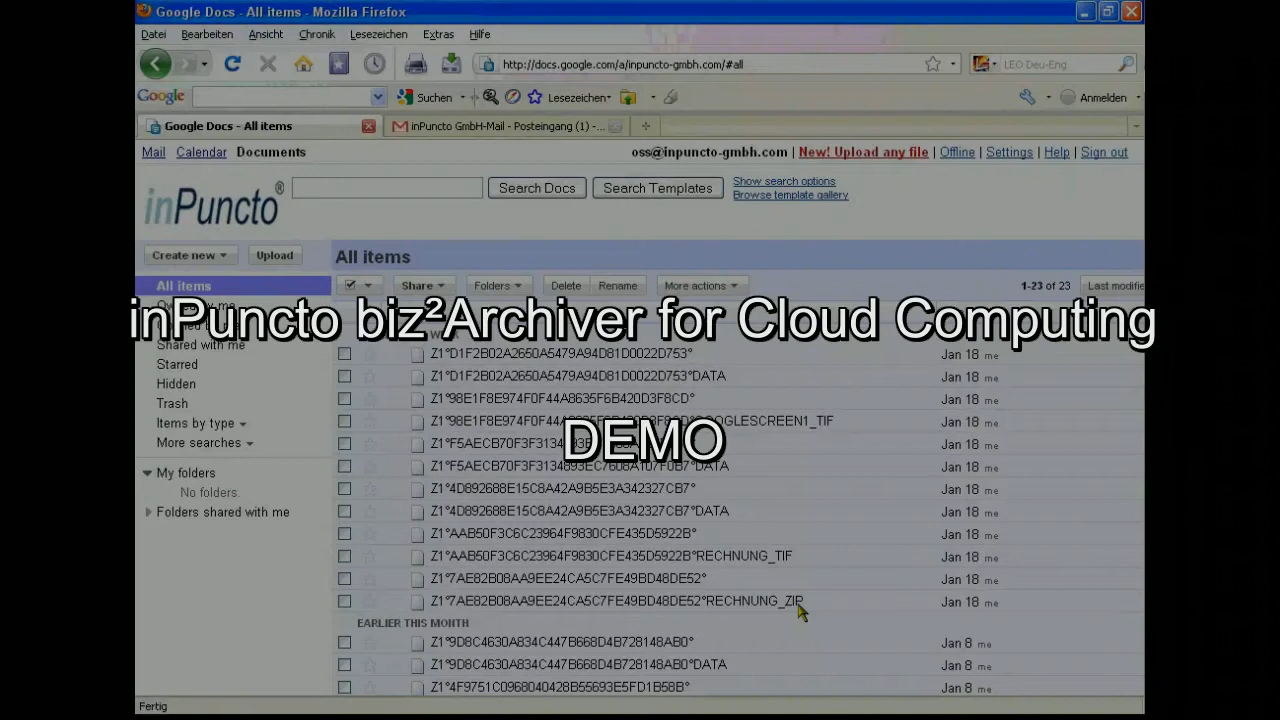 Google Docs - All items - Mozilla Firefox
Datei Bearbeiten Ansicht Chronik Lesezeichen Extras Hilfe
http://docs.google.com/a/inpuncto-gmbh.com/#all LEO Deu-Eng
Google Suchen Lesezeichen Anmelden
Google Docs - All items inPuncto GmbH-Mail - Posteingang (1) -...
Mail Calendar Documents oss@inpuncto-gmbh.com | New! Upload any file | Offline | Settings | Help | Sign out
inPuncto® Search Docs Search Templates Show search options
Browse template gallery
Create new Upload All items
All items Share Folders Delete Rename More actions 1-23 of 23 Last modifie
inPuncto biz²Archiver for Cloud Computing
Shared with me
Z1°D1F2B02A2650A5479A94D81D0022D753° Jan 18 me
Starred
Z1°D1F2B02A2650A5479A94D81D0022D753°DATA Jan 18 me
Hidden
Z1°98E1F8E974F0F44A8635F6B420D3F8CD° Jan 18 me
Trash
Items by type
Jan 18 me
More searches
DEMO
Jan 18 me
Jan 18 me
My folders
No folders.
Z1°4D892688E15C8A42A9B5E3A342327CB7° Jan 18 me
Folders shared with me
Z1°4D892688E15C8A42A9B5E3A342327CB7°DATA Jan 18 me
Z1°AAB50F3C6C23964F9830CFE435D5922B° Jan 18 me
Z1°AAB50F3C6C23964F9830CFE435D5922B°RECHNUNG_TIF Jan 18 me
Z1°7AE82B08AA9EE24CA5C7FE49BD48DE52° Jan 18 me
Z1°7AE82B08AA9EE24CA5C7FE49BD48DE52°RECHNUNG_ZIP Jan 18 me
EARLIER THIS MONTH
Z1°9D8C4630A834C447B668D4B728148AB0° Jan 8 me
Z1°9D8C4630A834C447B668D4B728148AB0°DATA Jan 8 me
Z1°4F9751C0968040428B55693E5FD1B58B° Jan 8 me
Fertig